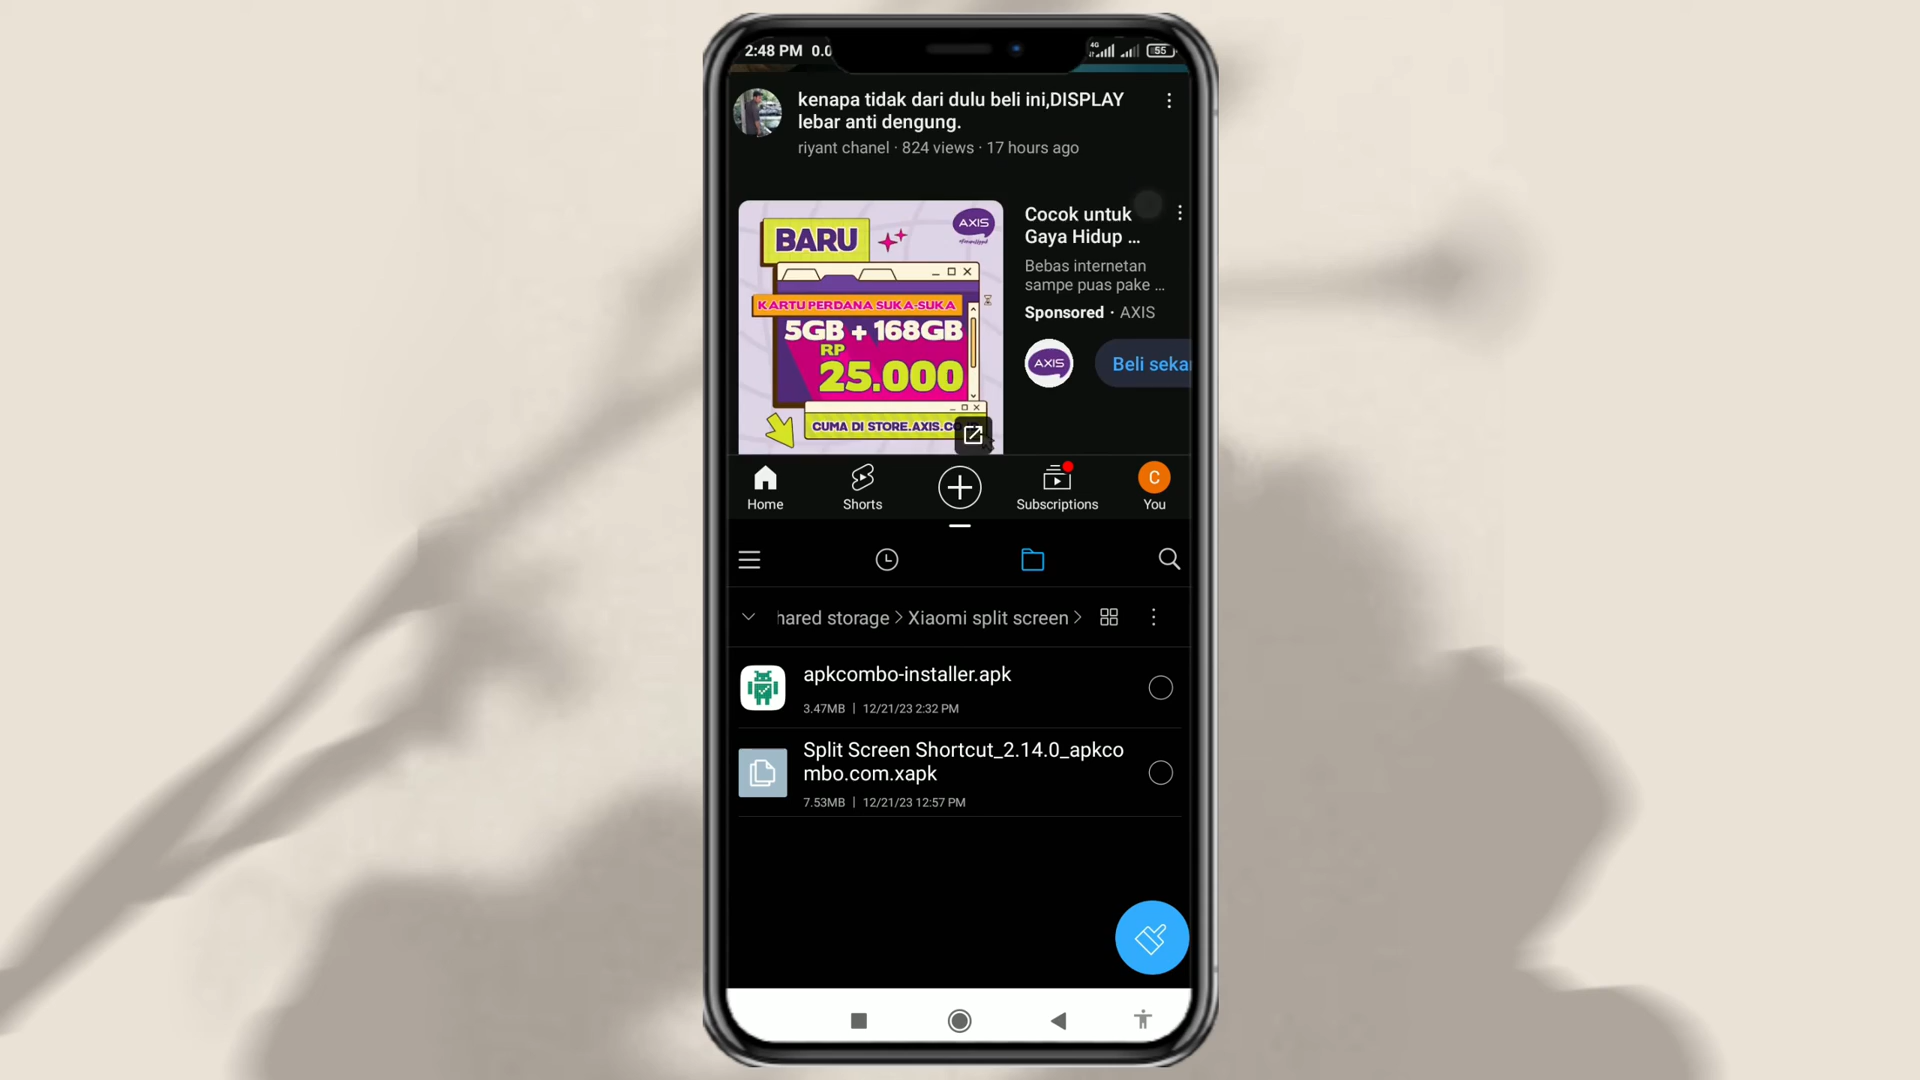 2:48 PM 0.0
4G
55
kenapa tidak dari dulu beli ini,DISPLAY
lebar anti dengung.
riyant chanel · 824 views · 17 hours ago
AXIS
BARU
KARTU PERDANA SUKA-SUKA
5GB + 168GB
RP
25.000
CUMA DI STORE.AXIS.CO
Cocok untuk
Gaya Hidup ...
Bebas internetan
sampe puas pake ...
Sponsored · AXIS
AXIS
Beli sekar
Home
Shorts
Subscriptions
C
You
hared storage > Xiaomi split screen >
apkcombo-installer.apk
3.47MB | 12/21/23 2:32 PM
Split Screen Shortcut_2.14.0_apkco
mbo.com.xapk
7.53MB | 12/21/23 12:57 PM